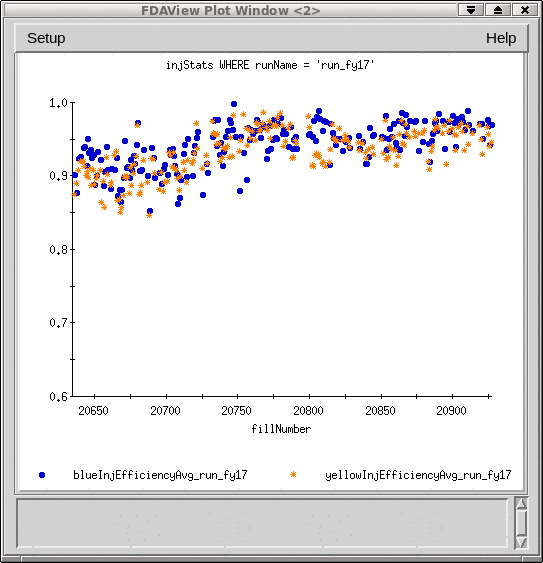 FDAView Plot Window <2>
Setup Help
injStats WHERE runName = 'run_fy17'
1.0
0.9
0.8
0.7
0.6
20650 20700 20750 20800 20850 20900
fillNumber
blueInjEfficiencyAvg_run_fy17 yellowInjEfficiencyAvg_run_fy17